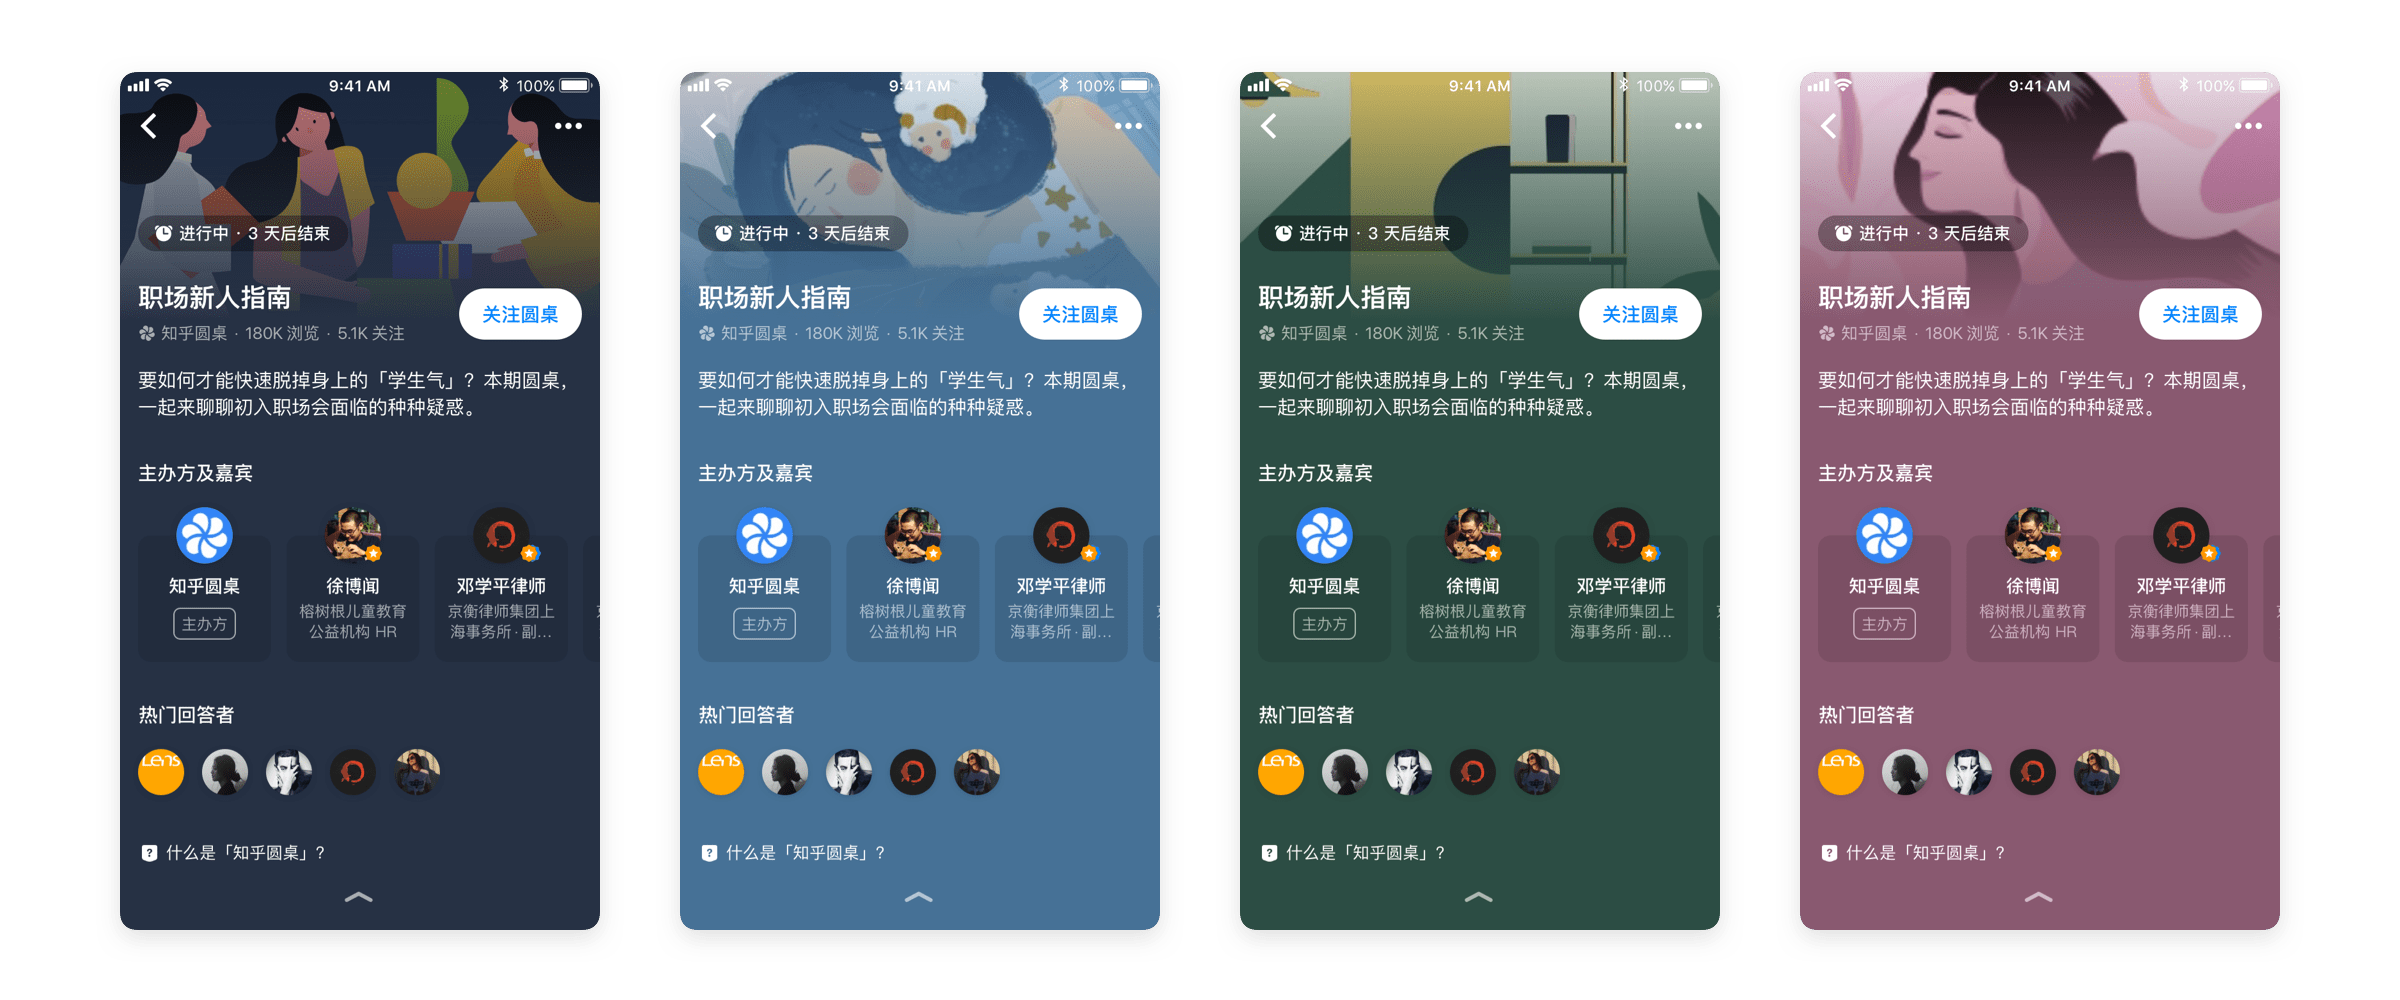 9:41 AM
100%
进行中 · 3 天后结束
职场新人指南
关注圆桌
知乎圆桌 · 180K 浏览 · 5.1K 关注
要如何才能快速脱掉身上的「学生气」？本期圆桌，
一起来聊聊初入职场会面临的种种疑惑。
主办方及嘉宾
知乎圆桌
主办方
徐博闻
榕树根儿童教育
公益机构 HR
邓学平律师
京衡律师集团上
海事务所 · 副...
热门回答者
Lens
什么是「知乎圆桌」？
9:41 AM
100%
进行中 · 3 天后结束
职场新人指南
关注圆桌
知乎圆桌 · 180K 浏览 · 5.1K 关注
要如何才能快速脱掉身上的「学生气」？本期圆桌，
一起来聊聊初入职场会面临的种种疑惑。
主办方及嘉宾
知乎圆桌
主办方
徐博闻
榕树根儿童教育
公益机构 HR
邓学平律师
京衡律师集团上
海事务所 · 副...
热门回答者
Lens
什么是「知乎圆桌」？
9:41 AM
100%
进行中 · 3 天后结束
职场新人指南
关注圆桌
知乎圆桌 · 180K 浏览 · 5.1K 关注
要如何才能快速脱掉身上的「学生气」？本期圆桌，
一起来聊聊初入职场会面临的种种疑惑。
主办方及嘉宾
知乎圆桌
主办方
徐博闻
榕树根儿童教育
公益机构 HR
邓学平律师
京衡律师集团上
海事务所 · 副...
热门回答者
Lens
什么是「知乎圆桌」？
9:41 AM
100%
进行中 · 3 天后结束
职场新人指南
关注圆桌
知乎圆桌 · 180K 浏览 · 5.1K 关注
要如何才能快速脱掉身上的「学生气」？本期圆桌，
一起来聊聊初入职场会面临的种种疑惑。
主办方及嘉宾
知乎圆桌
主办方
徐博闻
榕树根儿童教育
公益机构 HR
邓学平律师
京衡律师集团上
海事务所 · 副...
热门回答者
Lens
什么是「知乎圆桌」？